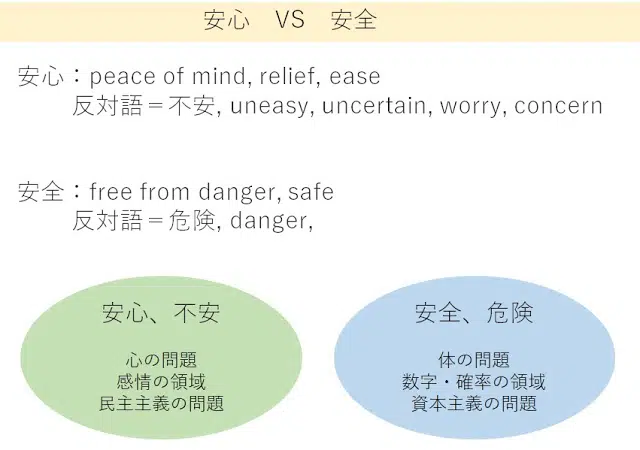 安心　VS　安全
安心：peace of mind, relief, ease
反対語＝不安, uneasy, uncertain, worry, concern
安全：free from danger, safe
反対語＝危険, danger,
安心、不安
心の問題
感情の領域
民主主義の問題
安全、危険
体の問題
数字・確率の領域
資本主義の問題